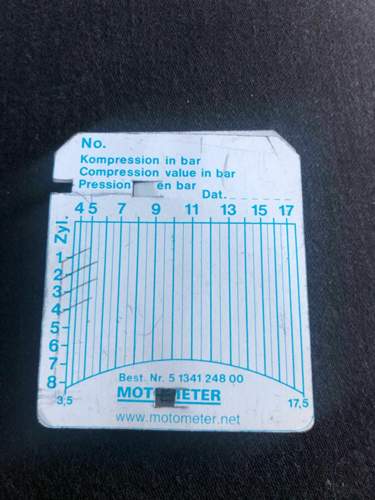 No.
Kompression in bar
Compression value in bar
Pression en bar
Dat.
4 5 7 9 11 13 15 17
Zyl.
1
2
3
4
5
6
7
8
Best. Nr. 5 1341 248 00
3,5 MOTOMETER 17,5
www.motometer.net